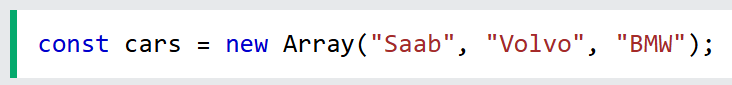 const cars = new Array("Saab", "Volvo", "BMW");